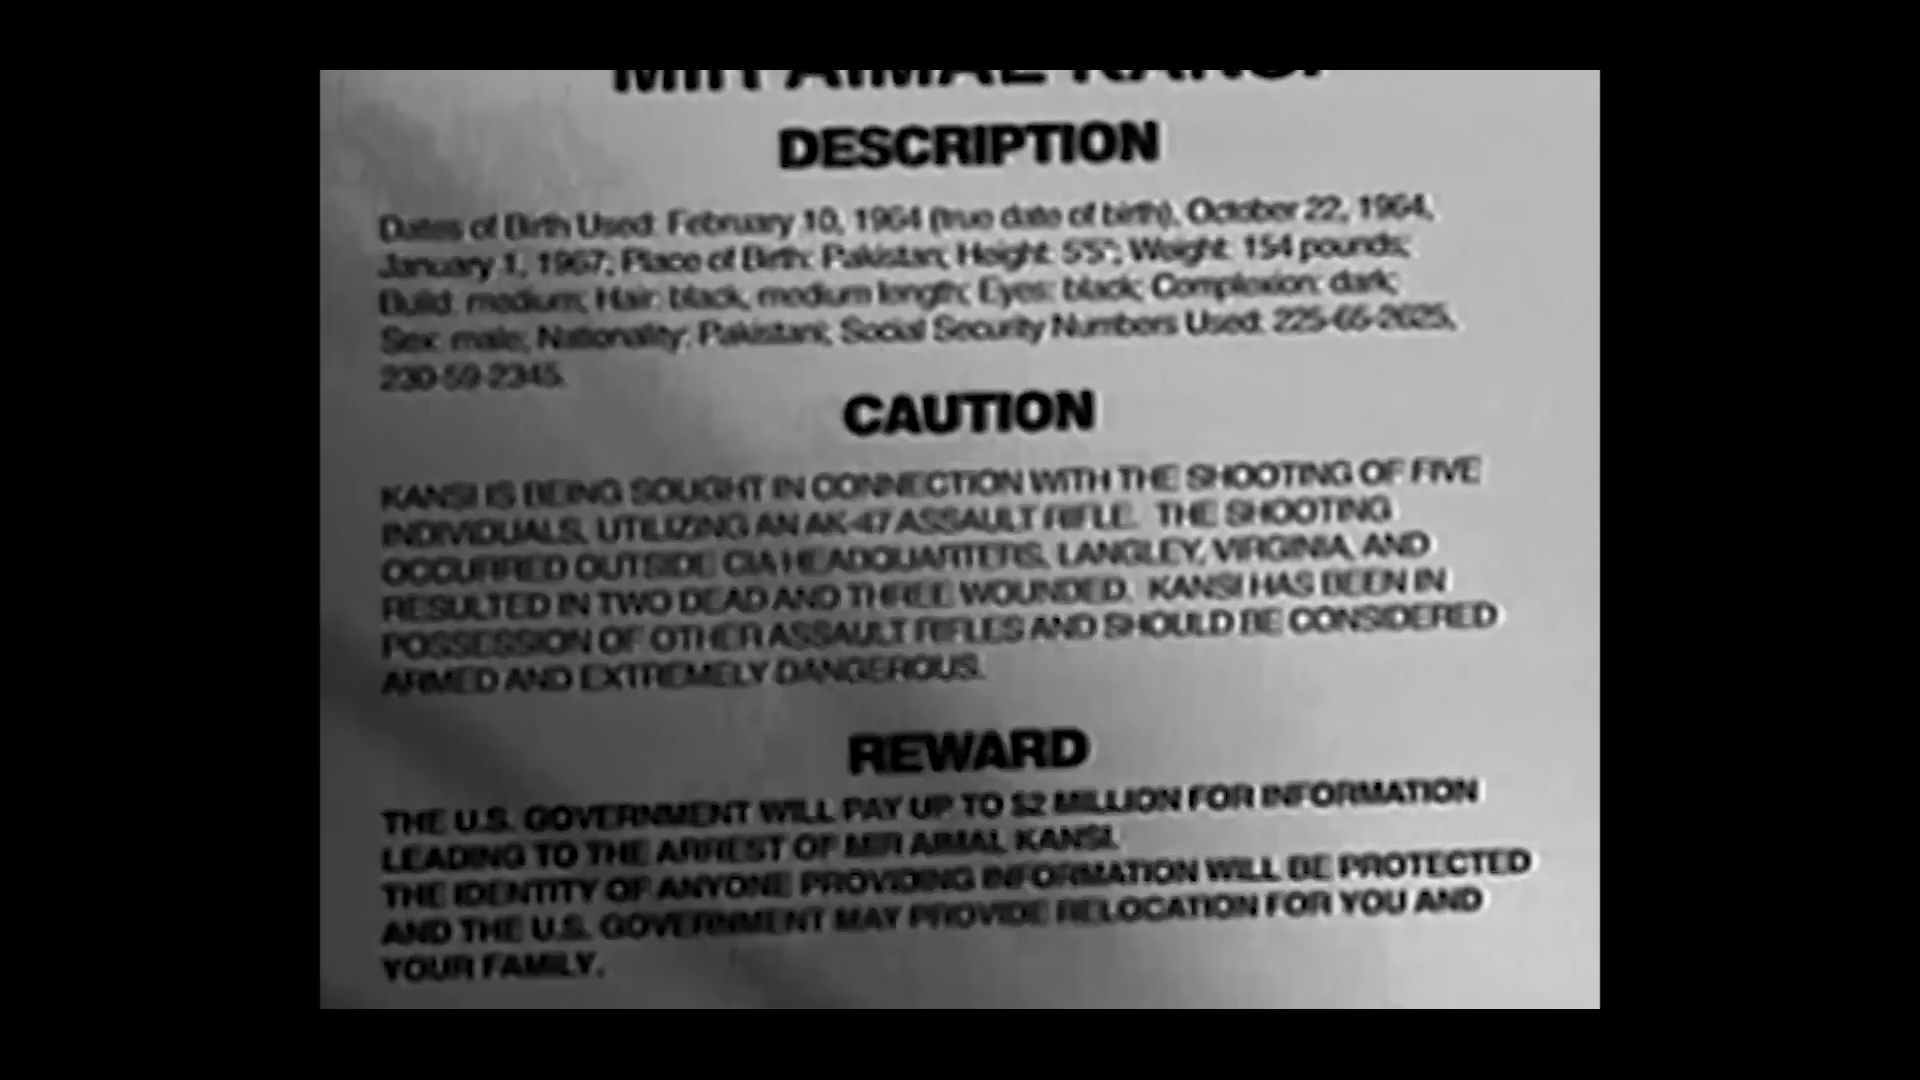 MIR AIMAL KANSI
DESCRIPTION
Dates of Birth Used: February 10, 1964 (true date of birth), October 22, 1964,
January 1, 1967; Place of Birth: Pakistan; Height: 5'5"; Weight: 154 pounds;
Build: medium; Hair: black, medium length; Eyes: black; Complexion: dark;
Sex: male; Nationality: Pakistani; Social Security Numbers Used: 225-65-2625,
230-59-2345.
CAUTION
KANSI IS BEING SOUGHT IN CONNECTION WITH THE SHOOTING OF FIVE
INDIVIDUALS, UTILIZING AN AK-47 ASSAULT RIFLE. THE SHOOTING
OCCURRED OUTSIDE CIA HEADQUARTERS, LANGLEY, VIRGINIA, AND
RESULTED IN TWO DEAD AND THREE WOUNDED. KANSI HAS BEEN IN
POSSESSION OF OTHER ASSAULT RIFLES AND SHOULD BE CONSIDERED
ARMED AND EXTREMELY DANGEROUS.
REWARD
THE U.S. GOVERNMENT WILL PAY UP TO $2 MILLION FOR INFORMATION
LEADING TO THE ARREST OF MIR AIMAL KANSI.
THE IDENTITY OF ANYONE PROVIDING INFORMATION WILL BE PROTECTED
AND THE U.S. GOVERNMENT MAY PROVIDE RELOCATION FOR YOU AND
YOUR FAMILY.